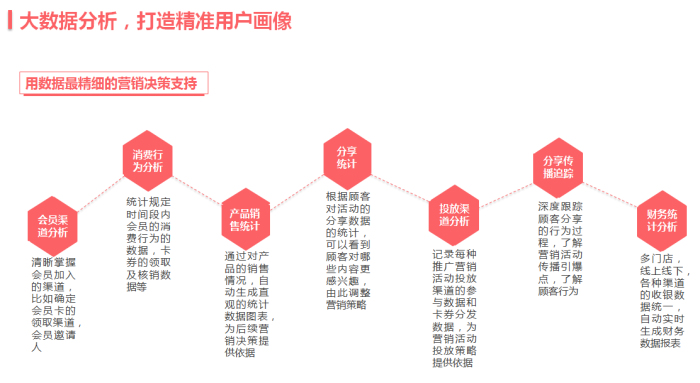 大数据分析，打造精准用户画像
用数据最精细的营销决策支持
会员渠
道分析
清晰掌握
会员加入
的渠道，
比如确定
会员卡的
领取渠道，
会员邀请
人
消费行
为分析
统计规定
时间段内
会员的消
费行为的
数据，卡
券的领取
及核销数
据等
产品销
售统计
通过对产
品的销售
情况，自
动生成直
观的统计
数据图表，
为后续营
销决策提
供依据
分享
统计
根据顾客
对活动的
分享数据
的统计，
可以看到
顾客对哪
些内容更
感兴趣，
由此调整
营销策略
投放渠
道分析
记录每种
推广营销
活动投放
渠道的参
与数据和
卡券分发
数据，为
营销活动
投放策略
提供依据
分享传
播追踪
深度跟踪
顾客分享
的行为过
程，了解
营销活动
传播引爆
点，了解
顾客行为
财务统
计分析
多门店，
线上线下，
各种渠道
的收银数
据统一，
自动实时
生成财务
数据报表